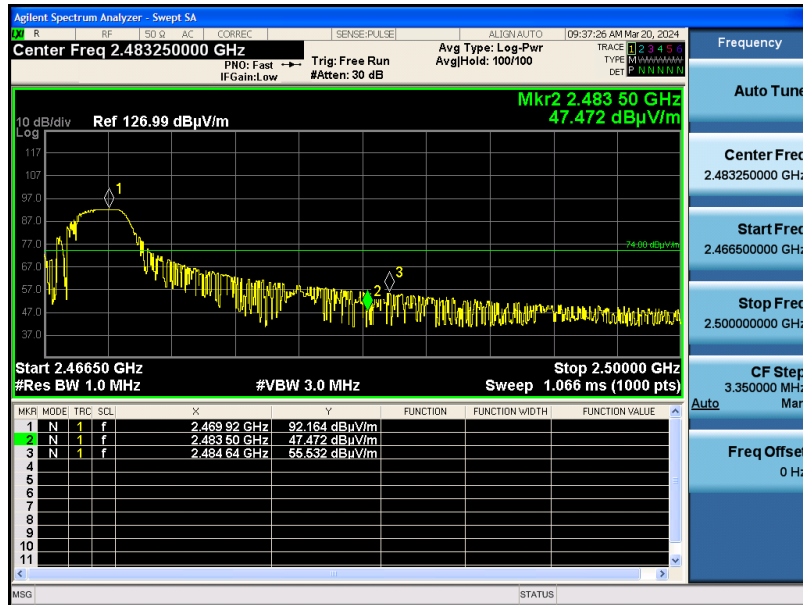 Agilent Spectrum Analyzer - Swept SA
LXI R RF 50 Ω AC CORREC SENSE:PULSE ALIGN AUTO 09:37:26 AM Mar 20, 2024
Center Freq 2.483250000 GHz
PNO: Fast
IFGain:Low
Trig: Free Run
#Atten: 30 dB
Avg Type: Log-Pwr
Avg|Hold: 100/100
TRACE 1 2 3 4 5 6
TYPE M
DET P N N N N N
Mkr2 2.483 50 GHz
47.472 dBµV/m
10 dB/div Ref 126.99 dBµV/m
Log
117
107
97.0
87.0
77.0
67.0
57.0
47.0
37.0
1
2
3
74.00 dBµV/m
Start 2.46650 GHz Stop 2.50000 GHz
#Res BW 1.0 MHz #VBW 3.0 MHz Sweep 1.066 ms (1000 pts)
MKR MODE TRC SCL X Y FUNCTION FUNCTION WIDTH FUNCTION VALUE
1 N 1 f 2.469 92 GHz 92.164 dBµV/m
2 N 1 f 2.483 50 GHz 47.472 dBµV/m
3 N 1 f 2.484 64 GHz 55.532 dBµV/m
4
5
6
7
8
9
10
11
MSG STATUS
Frequency
Auto Tune
Center Freq
2.483250000 GHz
Start Freq
2.466500000 GHz
Stop Freq
2.500000000 GHz
CF Step
3.350000 MHz
Auto Man
Freq Offset
0 Hz